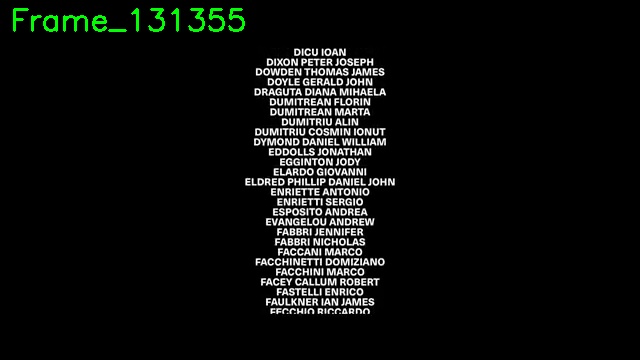 Frame_131355
DICU IOAN
DIXON PETER JOSEPH
DOWDEN THOMAS JAMES
DOYLE GERALD JOHN
DRAGUTA DIANA MIHAELA
DUMITREAN FLORIN
DUMITREAN MARTA
DUMITRIU ALIN
DUMITRIU COSMIN IONUT
DYMOND DANIEL WILLIAM
EDDOLLS JONATHAN
EGGINTON JODY
ELARDO GIOVANNI
ELDRED PHILLIP DANIEL JOHN
ENRIETTE ANTONIO
ENRIETTI SERGIO
ESPOSITO ANDREA
EVANGELOU ANDREW
FABBRI JENNIFER
FABBRI NICHOLAS
FACCANI MARCO
FACCHINETTI DOMIZIANO
FACCHINI MARCO
FACEY CALLUM ROBERT
FASTELLI ENRICO
FAULKNER IAN JAMES
FECCHIO RICCARDO